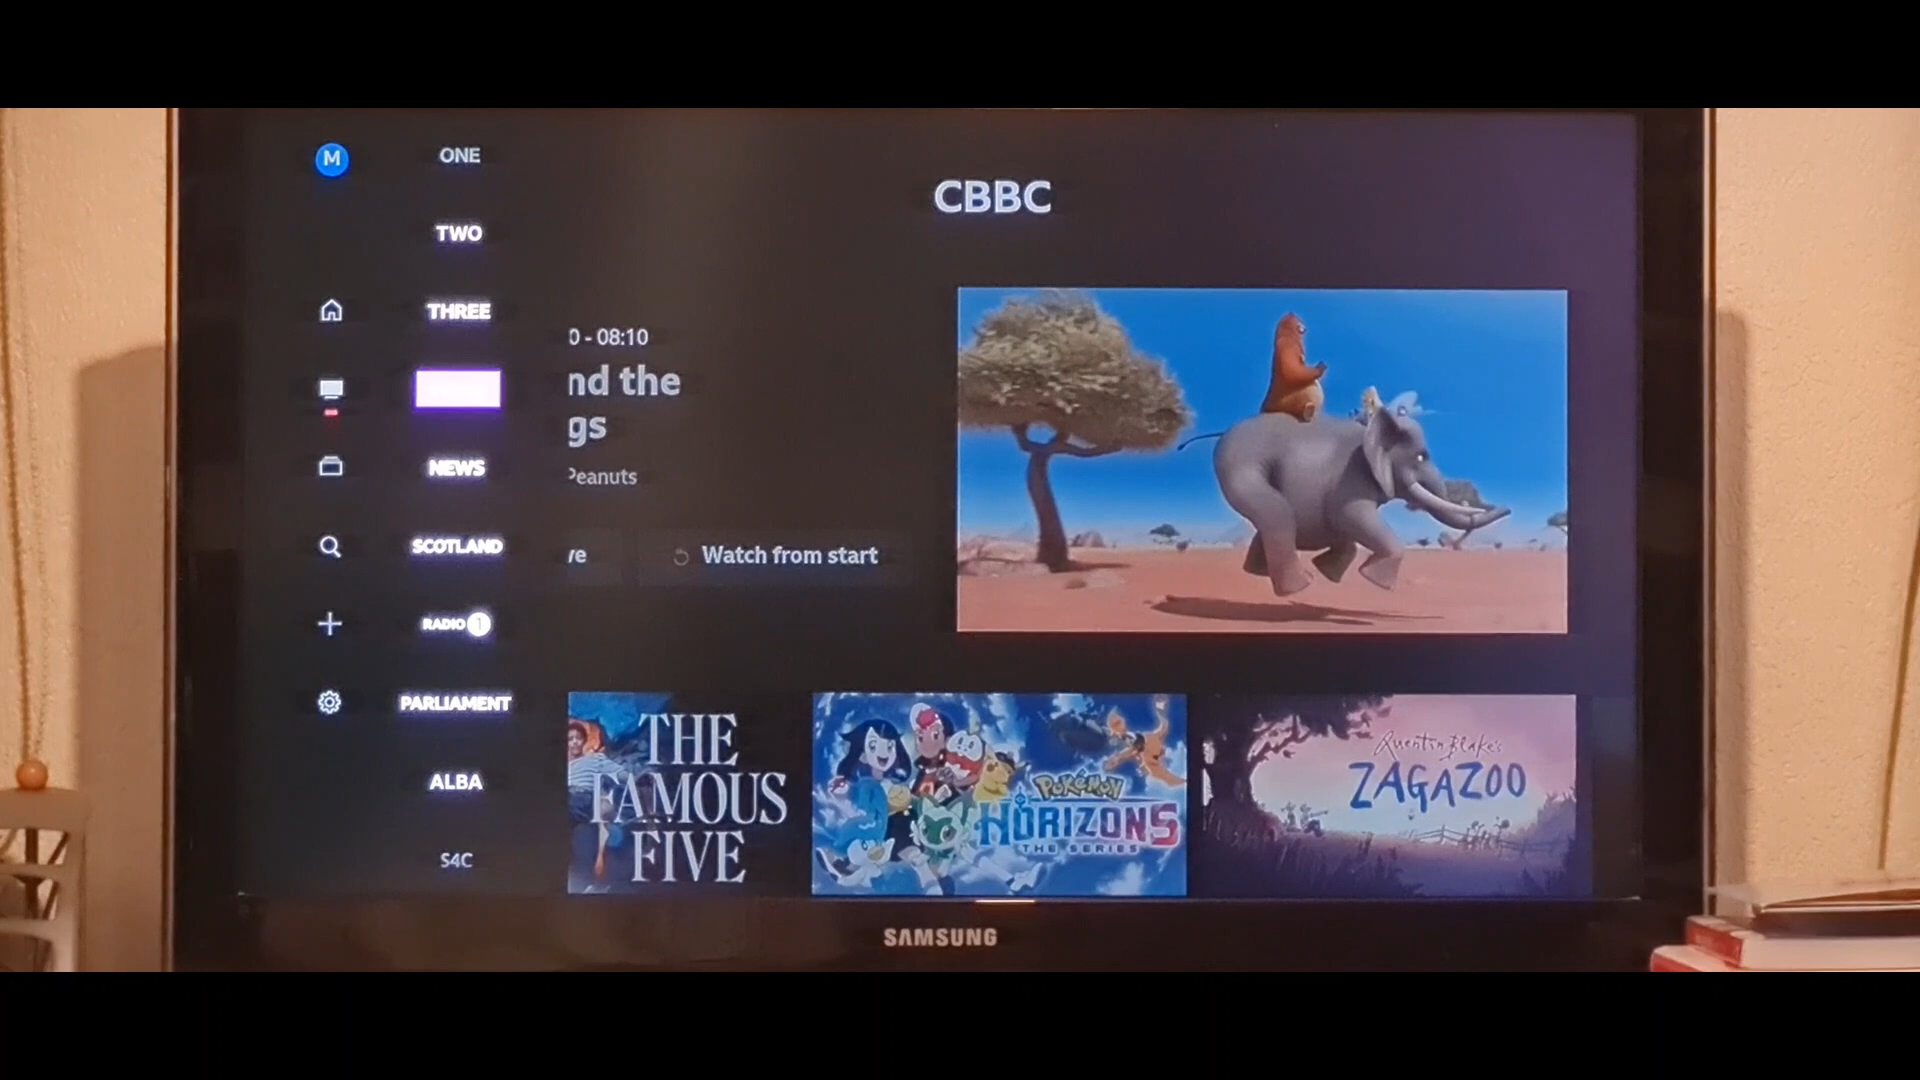 M
ONE
TWO
THREE
NEWS
SCOTLAND
RADIO 1
PARLIAMENT
ALBA
S4C
CBBC
0 - 08:10
nd the
gs
Peanuts
ve
Watch from start
THE
FAMOUS
FIVE
POKÉMON
HORIZONS
THE SERIES
Quentin Blake's
ZAGAZOO
SAMSUNG